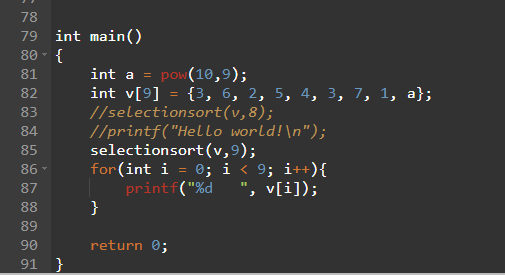 77
78
79 int main()
80 {
81 int a = pow(10,9);
82 int v[9] = {3, 6, 2, 5, 4, 3, 7, 1, a};
83 //selectionsort(v,8);
84 //printf("Hello world!\n");
85 selectionsort(v,9);
86 for(int i = 0; i < 9; i++){
87 printf("%d   ", v[i]);
88 }
89
90 return 0;
91 }